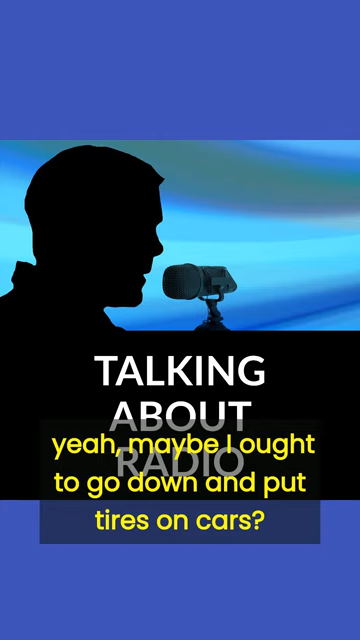 TALKING
ABOUT
RADIO
yeah, maybe I ought
to go down and put
tires on cars?